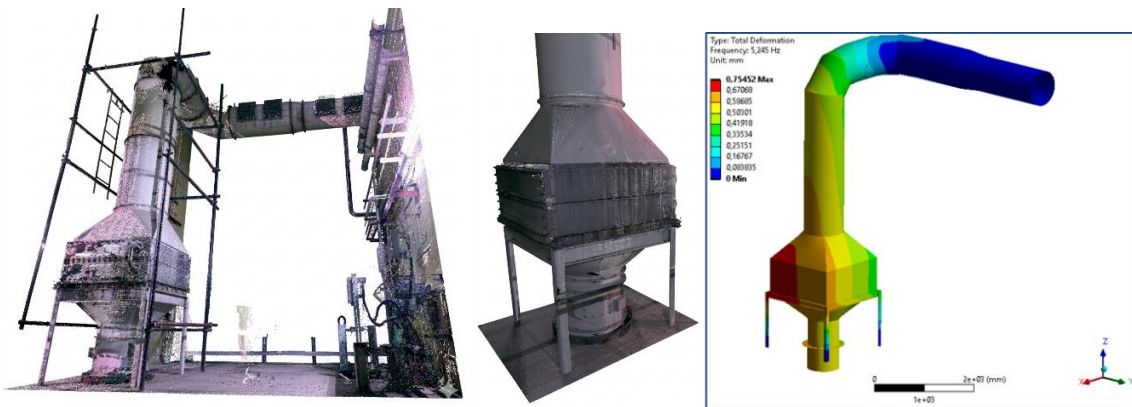 Type: Total Deformation
Frequency: 5,245 Hz
Unit: mm
0,75452 Max
0,67068
0,58685
0,50301
0,41918
0,33534
0,25151
0,16767
0,083835
0 Min
Z
X
Y
0
2e+03 (mm)
1e+03